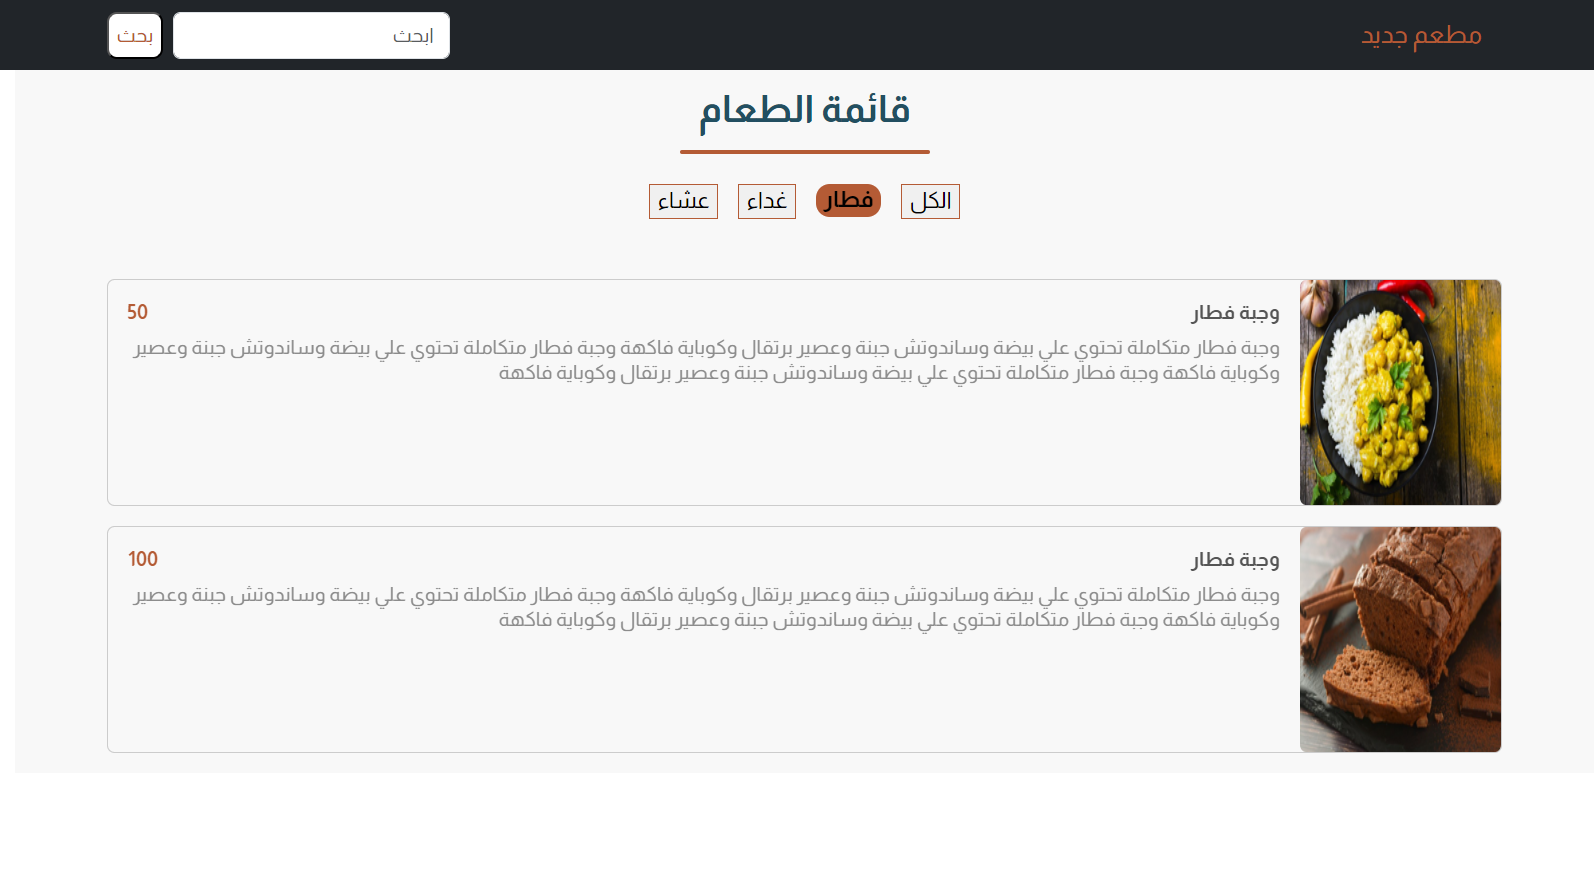 مطعم جديد
ابحث
بحث
قائمة الطعام
الكل
فطار
غداء
عشاء
وجبة فطار
50
وجبة فطار متكاملة تحتوي علي بيضة وساندوتش جبنة وعصير برتقال وكوباية فاكهة وجبة فطار متكاملة تحتوي علي بيضة وساندوتش جبنة وعصير
وكوباية فاكهة وجبة فطار متكاملة تحتوي علي بيضة وساندوتش جبنة وعصير برتقال وكوباية فاكهة
وجبة فطار
100
وجبة فطار متكاملة تحتوي علي بيضة وساندوتش جبنة وعصير برتقال وكوباية فاكهة وجبة فطار متكاملة تحتوي علي بيضة وساندوتش جبنة وعصير
وكوباية فاكهة وجبة فطار متكاملة تحتوي علي بيضة وساندوتش جبنة وعصير برتقال وكوباية فاكهة